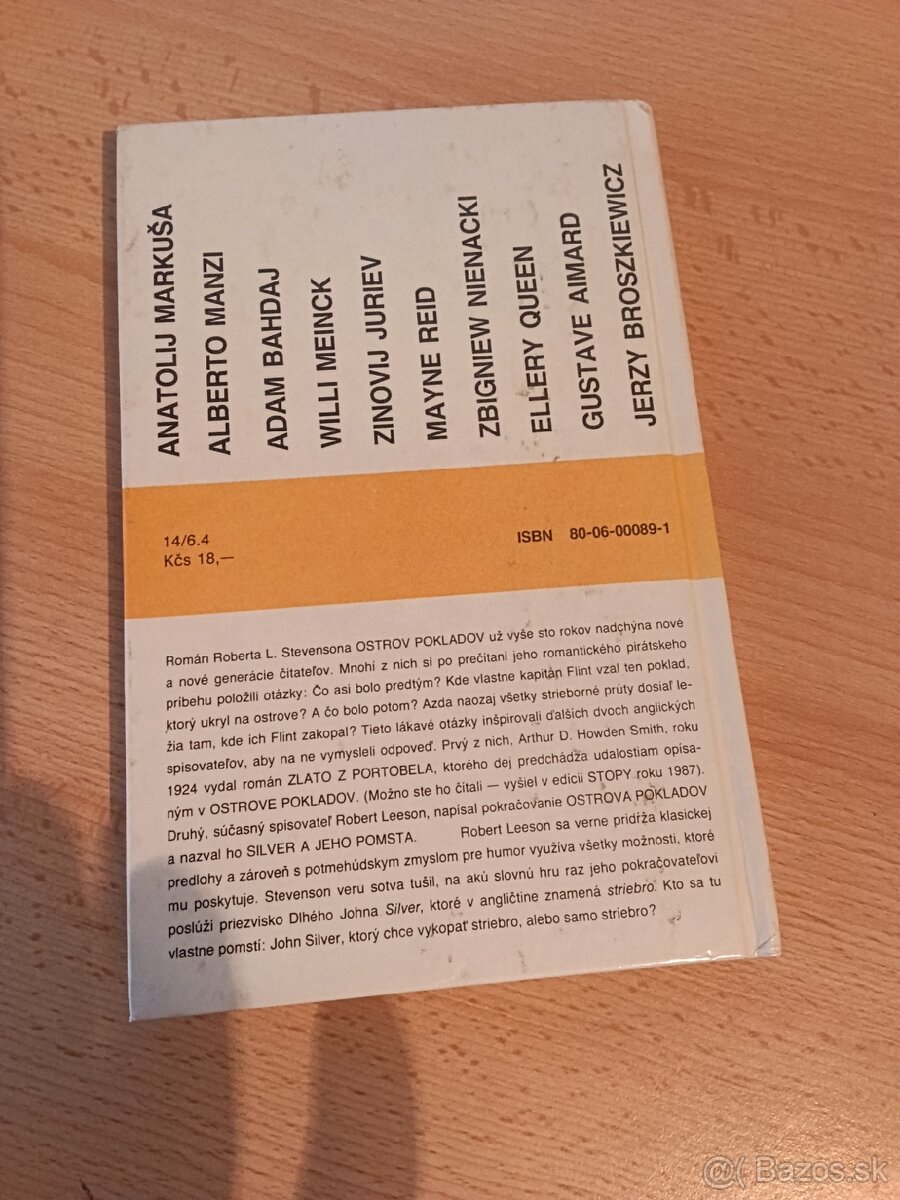 ANATOLIJ MARKUŠA
ALBERTO MANZI
ADAM BAHDAJ
WILLI MEINCK
ZINOVIJ JURIEV
MAYNE REID
ZBIGNIEW NIENACKI
ELLERY QUEEN
GUSTAVE AIMARD
JERZY BROSZKIEWICZ
14/6.4
Kčs 18,—
ISBN 80-06-00089-1
Román Roberta L. Stevensona OSTROV POKLADOV už vyše sto rokov nadchýna nové
a nové generácie čitateľov. Mnohí z nich si po prečítaní jeho romantického pirátskeho
príbehu položili otázky: Čo asi bolo predtým? Kde vlastne kapitán Flint vzal ten poklad,
ktorý ukryl na ostrove? A čo bolo potom? Azda naozaj všetky strieborné prúty dosiaľ le-
žia tam, kde ich Flint zakopal? Tieto lákavé otázky inšpirovali ďalších dvoch anglických
spisovateľov, aby na ne vymysleli odpoveď. Prvý z nich, Arthur D. Howden Smith, roku
1924 vydal román ZLATO Z PORTOBELA, ktorého dej predchádza udalostiam opísa-
ným v OSTROVE POKLADOV. (Možno ste ho čítali — vyšiel v edícii STOPY roku 1987).
Druhý, súčasný spisovateľ Robert Leeson, napísal pokračovanie OSTROVA POKLADOV
a nazval ho SILVER A JEHO POMSTA. Robert Leeson sa verne pridŕža klasickej
predlohy a zároveň s potmehúdskym zmyslom pre humor využíva všetky možnosti, ktoré
mu poskytuje. Stevenson veru sotva tušil, na akú slovnú hru raz jeho pokračovateľovi
poslúži priezvisko Dlhého Johna Silver, ktoré v angličtine znamená striebro. Kto sa tu
vlastne pomstí: John Silver, ktorý chce vykopať striebro, alebo samo striebro?
@( Bazos.sk